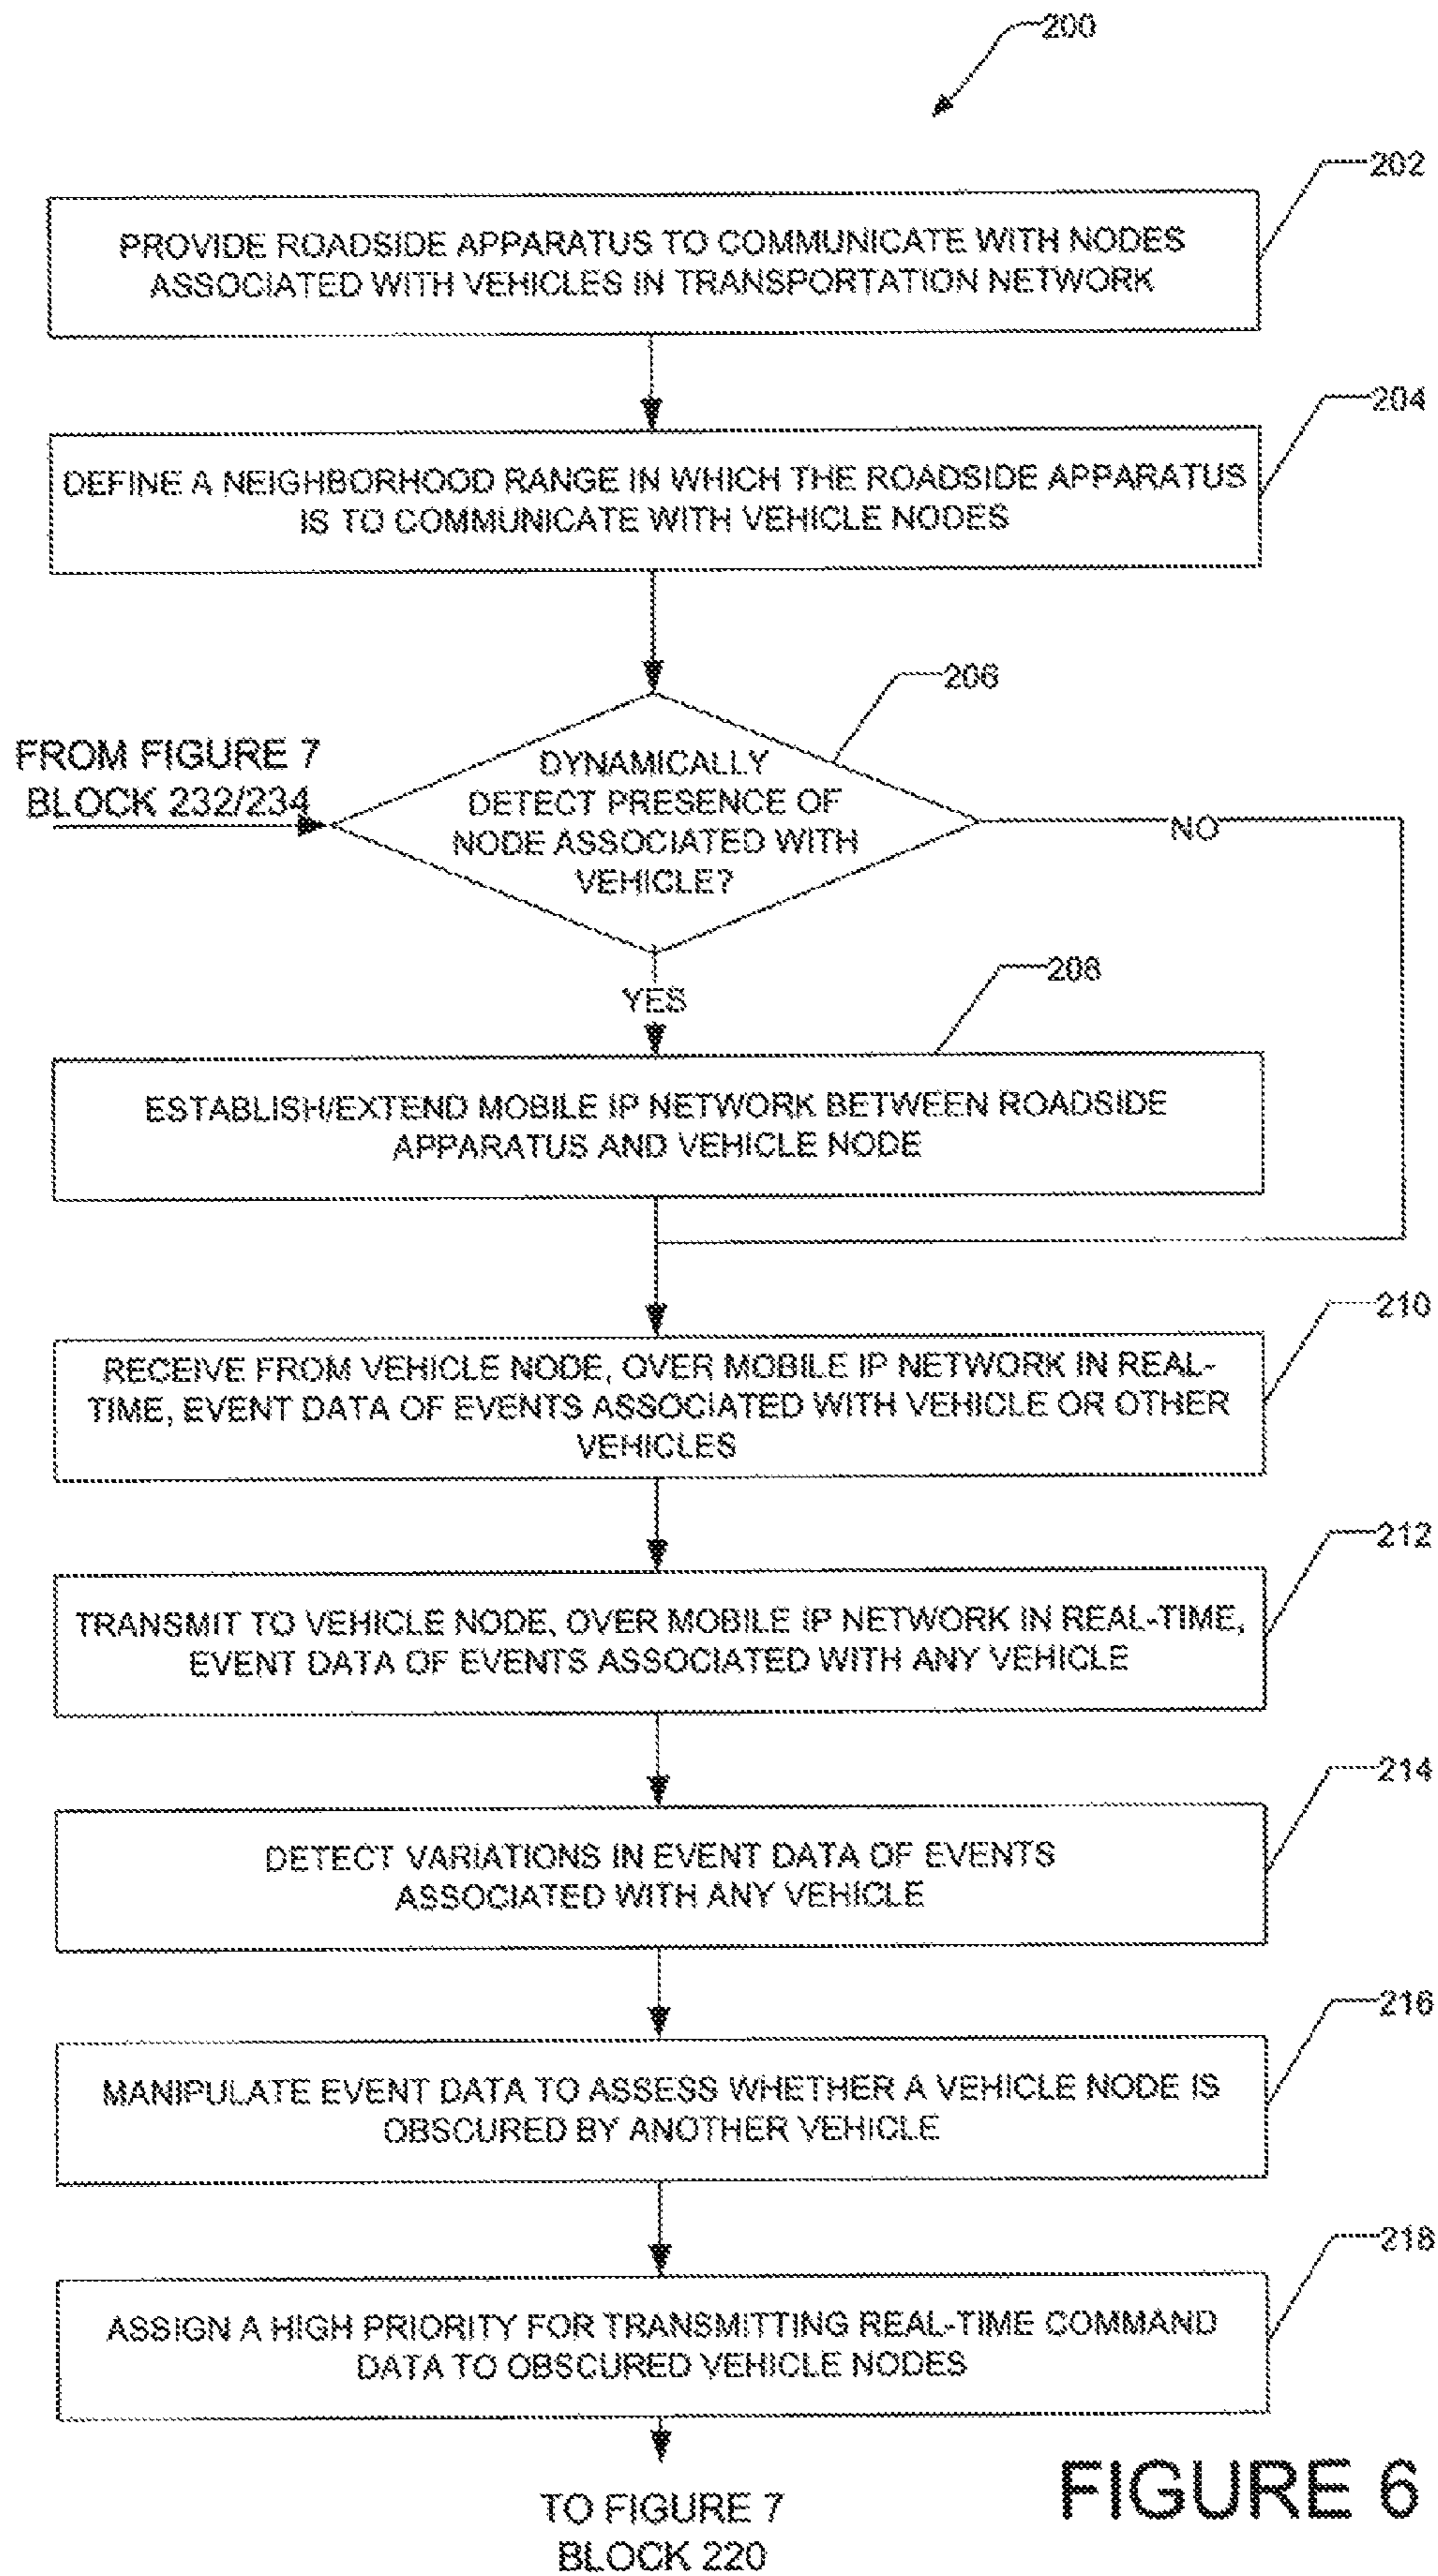 200
202
PROVIDE ROADSIDE APPARATUS TO COMMUNICATE WITH NODES
ASSOCIATED WITH VEHICLES IN TRANSPORTATION NETWORK
204
DEFINE A NEIGHBORHOOD RANGE IN WHICH THE ROADSIDE APPARATUS
IS TO COMMUNICATE WITH VEHICLE NODES
206
FROM FIGURE 7
BLOCK 232/234
DYNAMICALLY
DETECT PRESENCE OF
NODE ASSOCIATED WITH
VEHICLE?
NO
YES
208
ESTABLISH/EXTEND MOBILE IP NETWORK BETWEEN ROADSIDE
APPARATUS AND VEHICLE NODE
210
RECEIVE FROM VEHICLE NODE, OVER MOBILE IP NETWORK IN REAL-
TIME, EVENT DATA OF EVENTS ASSOCIATED WITH VEHICLE OR OTHER
VEHICLES
212
TRANSMIT TO VEHICLE NODE, OVER MOBILE IP NETWORK IN REAL-TIME,
EVENT DATA OF EVENTS ASSOCIATED WITH ANY VEHICLE
214
DETECT VARIATIONS IN EVENT DATA OF EVENTS
ASSOCIATED WITH ANY VEHICLE
216
MANIPULATE EVENT DATA TO ASSESS WHETHER A VEHICLE NODE IS
OBSCURED BY ANOTHER VEHICLE
218
ASSIGN A HIGH PRIORITY FOR TRANSMITTING REAL-TIME COMMAND
DATA TO OBSCURED VEHICLE NODES
TO FIGURE 7
BLOCK 220
FIGURE 6